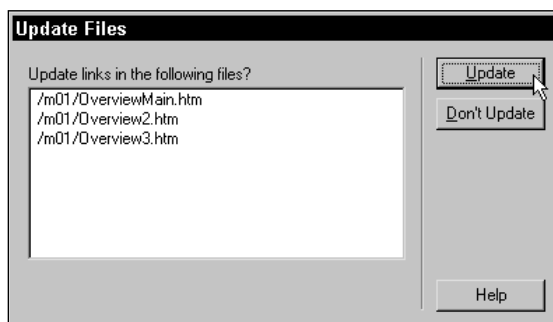 Update Files
Update links in the following files?
/m01/OverviewMain.htm
/m01/Overview2.htm
/m01/Overview3.htm
Update
Don't Update
Help